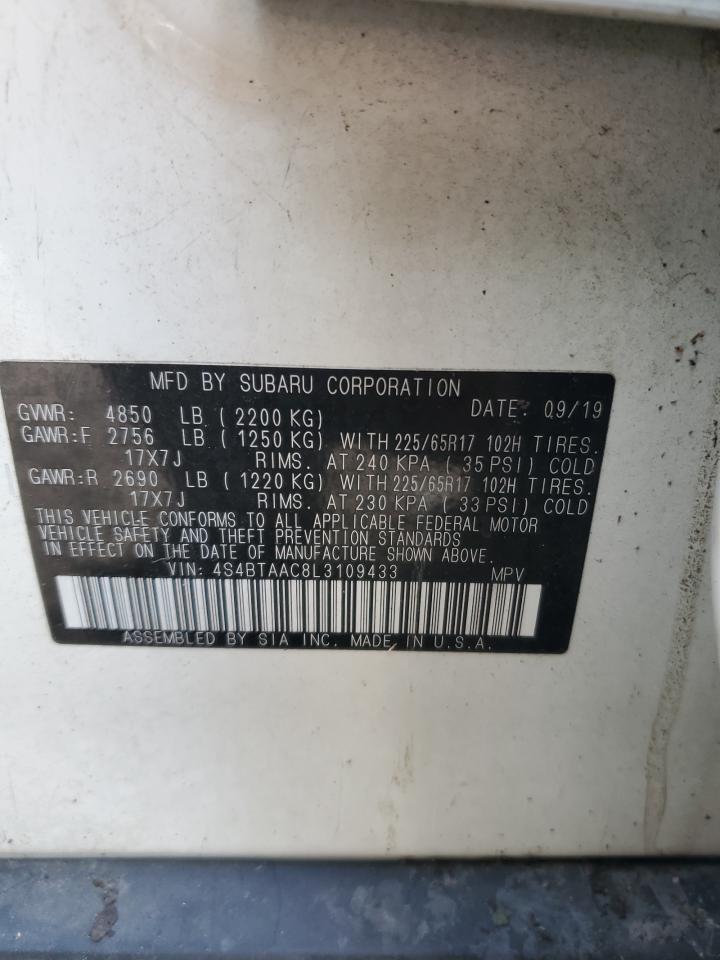 MFD BY SUBARU CORPORATION
GVWR: 4850 LB ( 2200 KG) DATE: 09/19
GAWR:F 2756 LB ( 1250 KG) WITH 225/65R17 102H TIRES.
17X7J RIMS. AT 240 KPA ( 35 PSI) COLD
GAWR:R 2690 LB ( 1220 KG) WITH 225/65R17 102H TIRES.
17X7J RIMS. AT 230 KPA ( 33 PSI) COLD
THIS VEHICLE CONFORMS TO ALL APPLICABLE FEDERAL MOTOR
VEHICLE SAFETY AND THEFT PREVENTION STANDARDS
IN EFFECT ON THE DATE OF MANUFACTURE SHOWN ABOVE.
VIN: 4S4BTAAC8L3109433 MPV
ASSEMBLED BY SIA INC. MADE IN U.S.A.